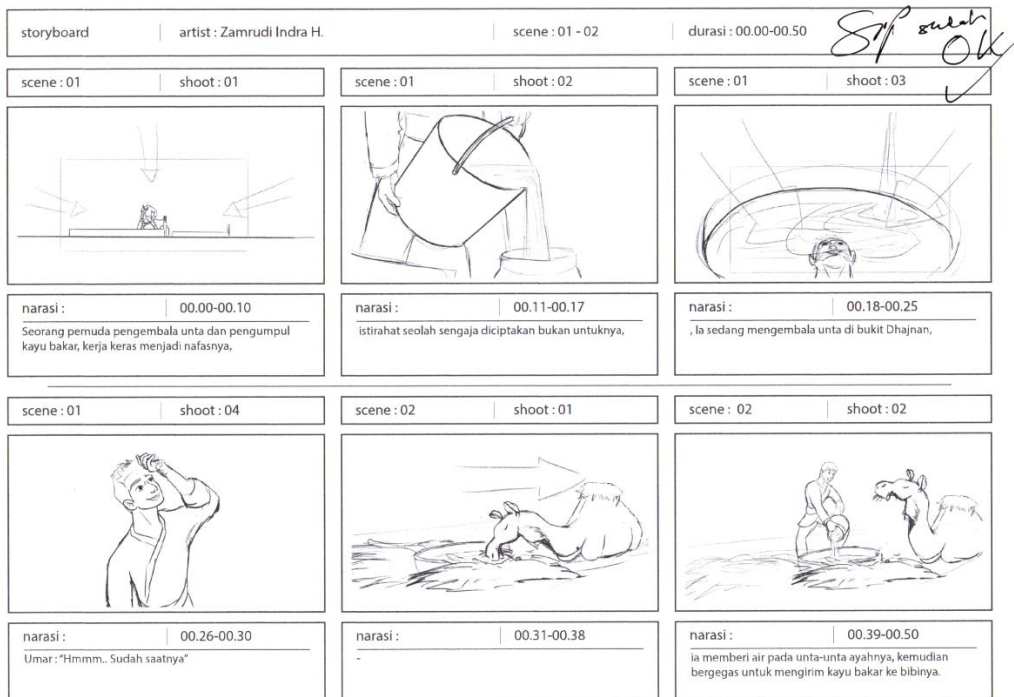 storyboard artist : Zamrudi Indra H. scene : 01 - 02 durasi : 00.00-00.50
Sip sudah
OK
scene : 01 shoot : 01
narasi : 00.00-00.10
Seorang pemuda pengembala unta dan pengumpul
kayu bakar, kerja keras menjadi nafasnya,
scene : 01 shoot : 02
narasi : 00.11-00.17
istirahat seolah sengaja diciptakan bukan untuknya,
scene : 01 shoot : 03
narasi : 00.18-00.25
, Ia sedang mengembala unta di bukit Dhajnan,
scene : 01 shoot : 04
narasi : 00.26-00.30
Umar : "Hmmm.. Sudah saatnya"
scene : 02 shoot : 01
narasi : 00.31-00.38
-
scene : 02 shoot : 02
narasi : 00.39-00.50
ia memberi air pada unta-unta ayahnya, kemudian
bergegas untuk mengirim kayu bakar ke bibinya.